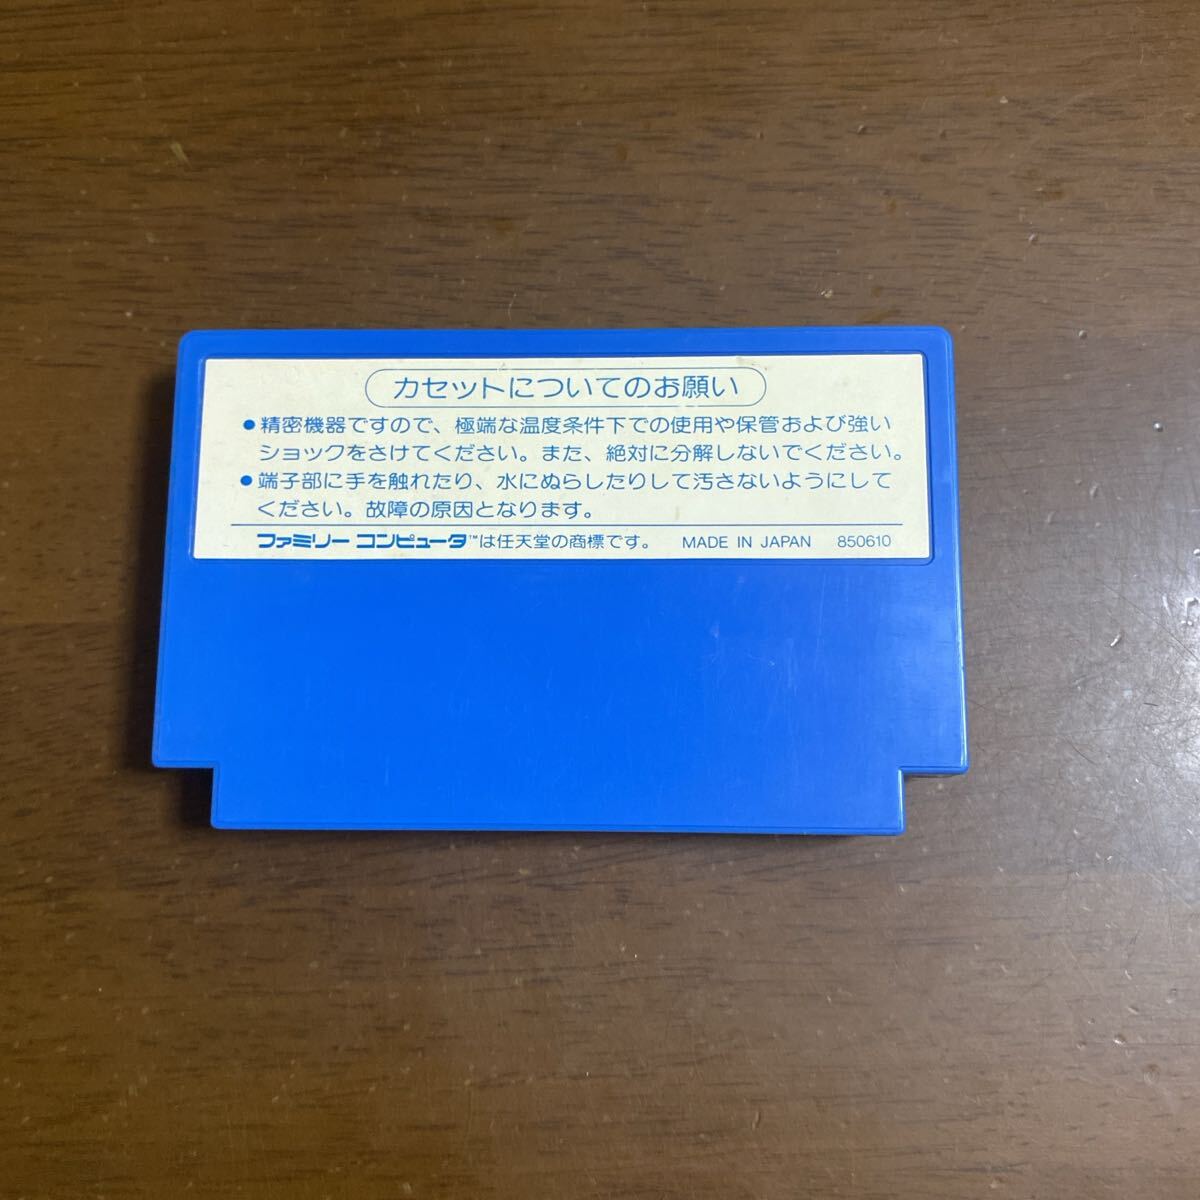 カセットについてのお願い
●精密機器ですので、極端な温度条件下での使用や保管および強い
ショックをさけてください。また、絶対に分解しないでください。
●端子部に手を触れたり、水にぬらしたりして汚さないようにして
ください。故障の原因となります。
ファミリー コンピュータ™は任天堂の商標です。 MADE IN JAPAN 850610